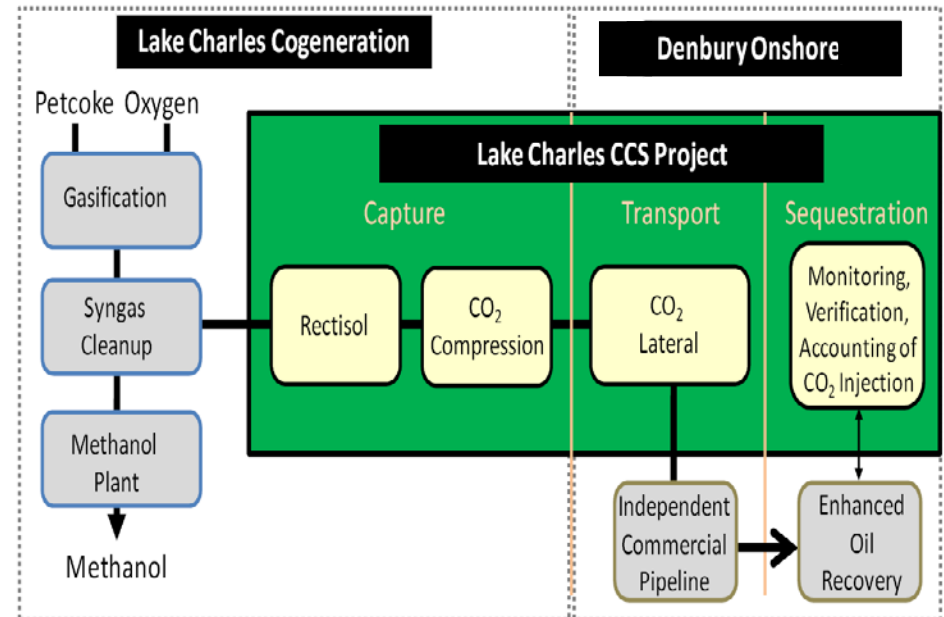 Lake Charles Cogeneration
Denbury Onshore
Petcoke Oxygen
Gasification
Syngas
Cleanup
Methanol
Plant
Methanol
Lake Charles CCS Project
Capture
Transport
Sequestration
Rectisol
CO₂
Compression
CO₂
Lateral
Monitoring,
Verification,
Accounting of
CO₂ Injection
Independent
Commercial
Pipeline
Enhanced
Oil
Recovery